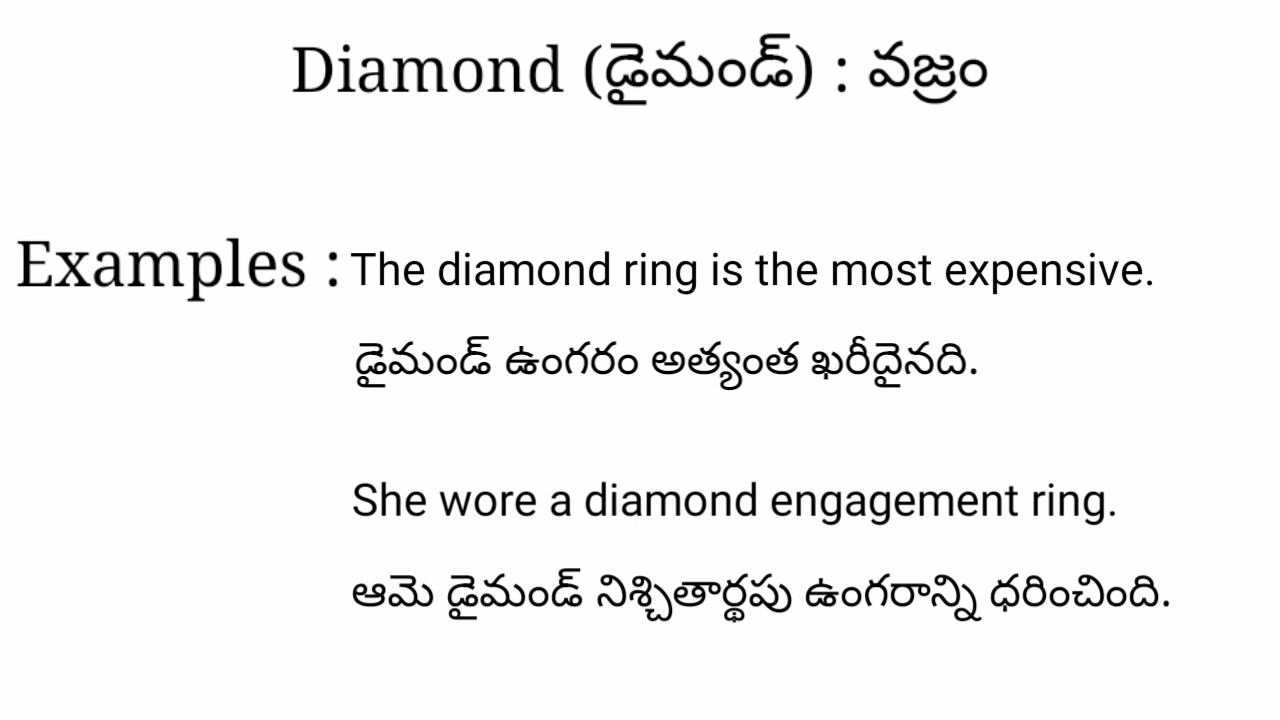 Diamond (డైమండ్) : వజ్రం
Examples : The diamond ring is the most expensive.
డైమండ్ ఉంగరం అత్యంత ఖరీదైనది.
She wore a diamond engagement ring.
ఆమె డైమండ్ నిశ్చితార్థపు ఉంగరాన్ని ధరించింది.